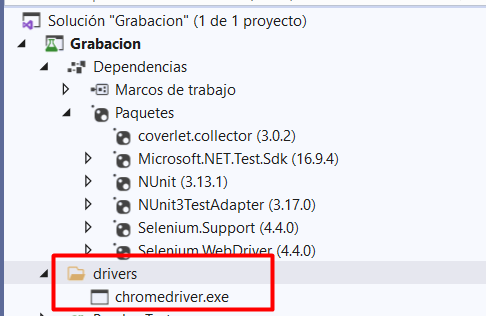 Solución "Grabacion" (1 de 1 proyecto)
Grabacion
Dependencias
Marcos de trabajo
Paquetes
coverlet.collector (3.0.2)
Microsoft.NET.Test.Sdk (16.9.4)
NUnit (3.13.1)
NUnit3TestAdapter (3.17.0)
Selenium.Support (4.4.0)
Selenium.WebDriver (4.4.0)
drivers
chromedriver.exe